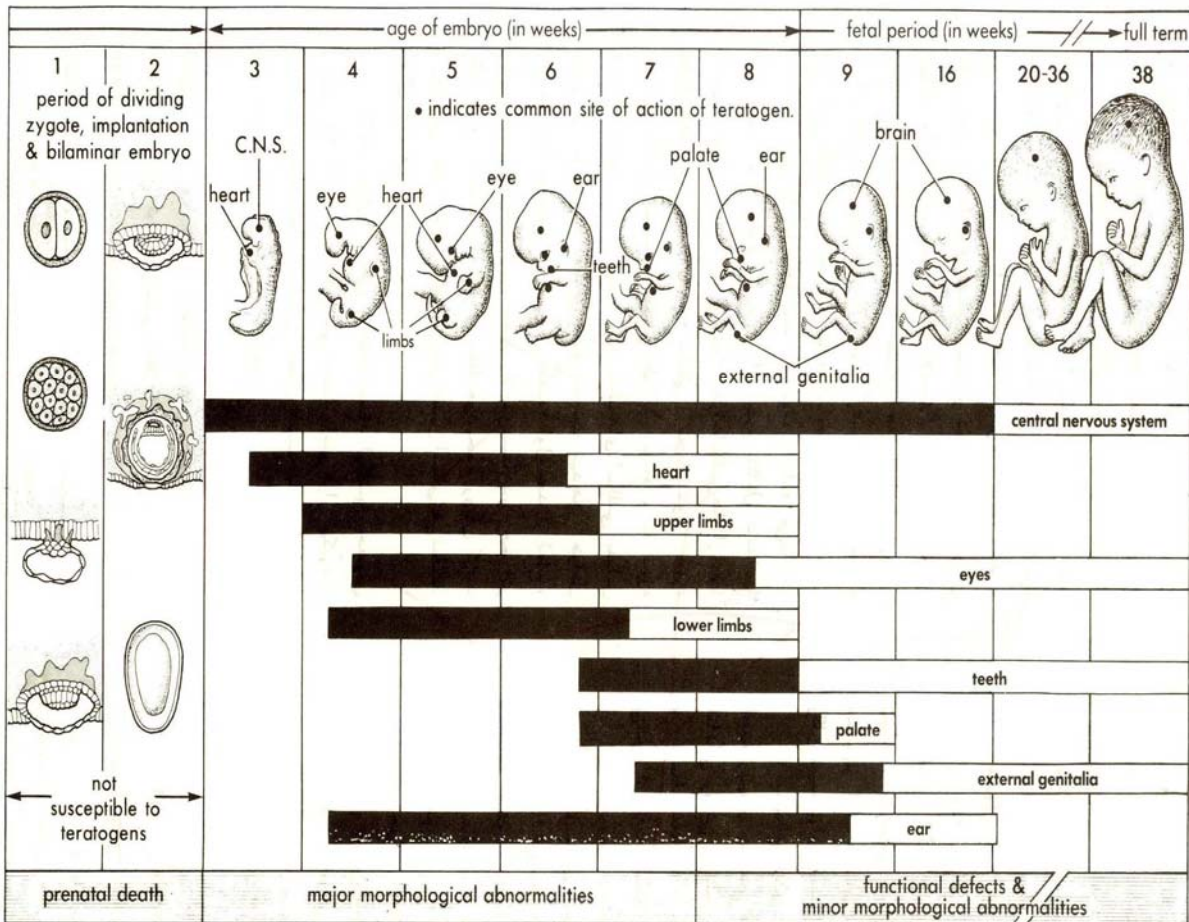 age of embryo (in weeks)
fetal period (in weeks)
full term
1
2
3
4
5
6
7
8
9
16
20-36
38
period of dividing
zygote, implantation
& bilaminar embryo
• indicates common site of action of teratogen.
C.N.S.
heart
eye
heart
eye
ear
palate
ear
brain
teeth
limbs
external genitalia
central nervous system
heart
upper limbs
eyes
lower limbs
teeth
palate
external genitalia
ear
not
susceptible to
teratogens
prenatal death
major morphological abnormalities
functional defects &
minor morphological abnormalities